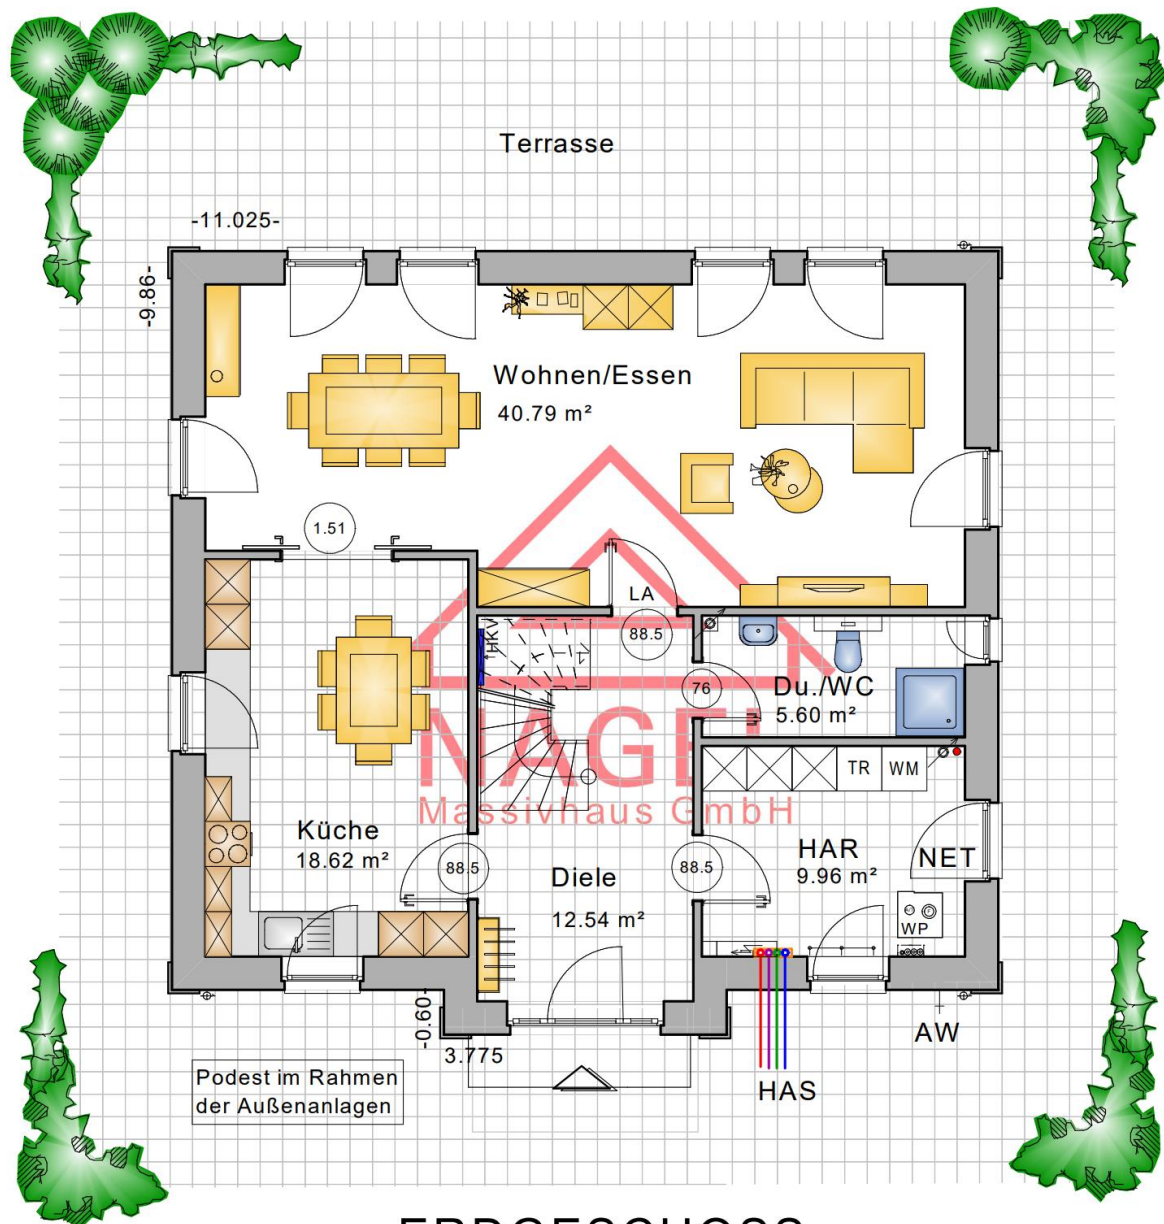 Terrasse
-11.025-
-9.86-
Wohnen/Essen
40.79 m²
1.51
LA
HKV
88.5
76
Du./WC
5.60 m²
NAGEL
Massivhaus GmbH
TR
WM
Küche
18.62 m²
88.5
Diele
12.54 m²
88.5
HAR
9.96 m²
NET
WP
-0.60-
3.775
AW
HAS
Podest im Rahmen
der Außenanlagen
ERDGESCHOSS